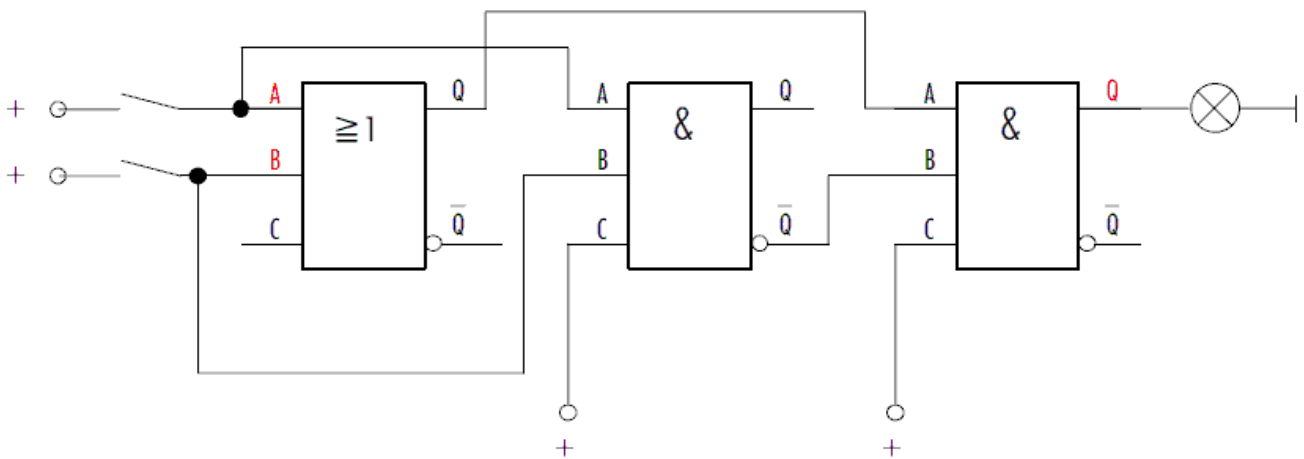 A Q A Q A Q
+ ≧1 & &
+ B B B
C Q̅ C Q̅ C Q̅
+ +